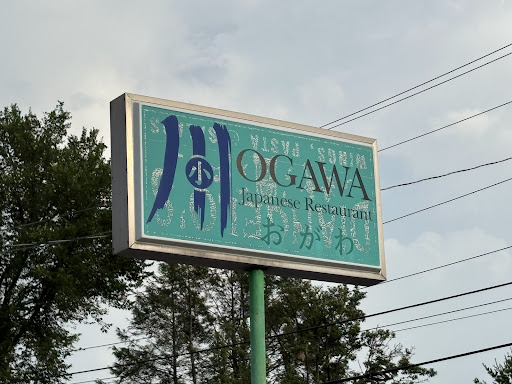 川
小
OGAWA
Japanese Restaurant
おがわ